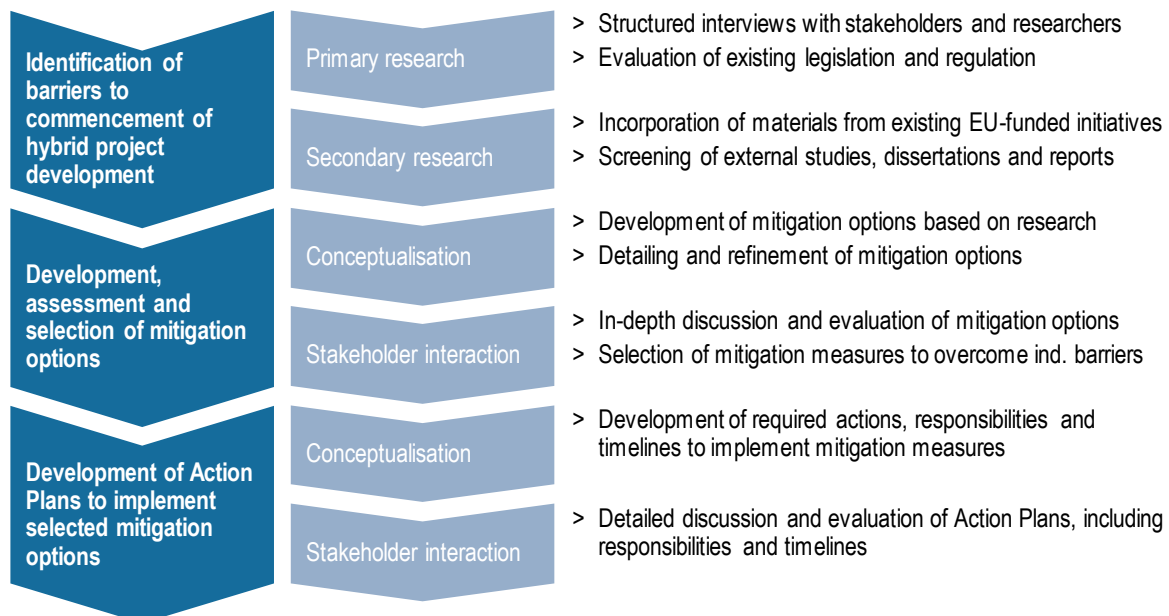 Identification of
barriers to
commencement of
hybrid project
development
Primary research
> Structured interviews with stakeholders and researchers
> Evaluation of existing legislation and regulation
Secondary research
> Incorporation of materials from existing EU-funded initiatives
> Screening of external studies, dissertations and reports
Development,
assessment and
selection of mitigation
options
Conceptualisation
> Development of mitigation options based on research
> Detailing and refinement of mitigation options
Stakeholder interaction
> In-depth discussion and evaluation of mitigation options
> Selection of mitigation measures to overcome ind. barriers
Development of Action
Plans to implement
selected mitigation
options
Conceptualisation
> Development of required actions, responsibilities and
timelines to implement mitigation measures
Stakeholder interaction
> Detailed discussion and evaluation of Action Plans, including
responsibilities and timelines